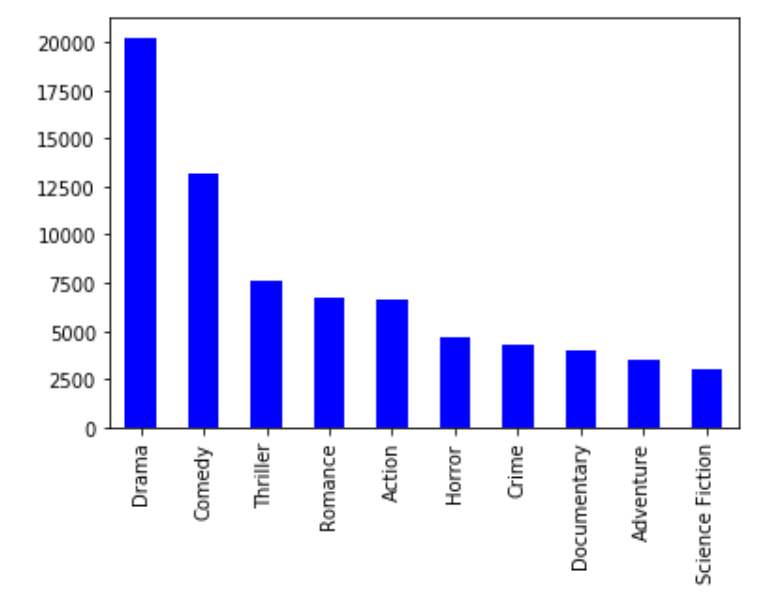 20000
17500
15000
12500
10000
7500
5000
2500
0
Drama
Comedy
Thriller
Romance
Action
Horror
Crime
Documentary
Adventure
Science Fiction